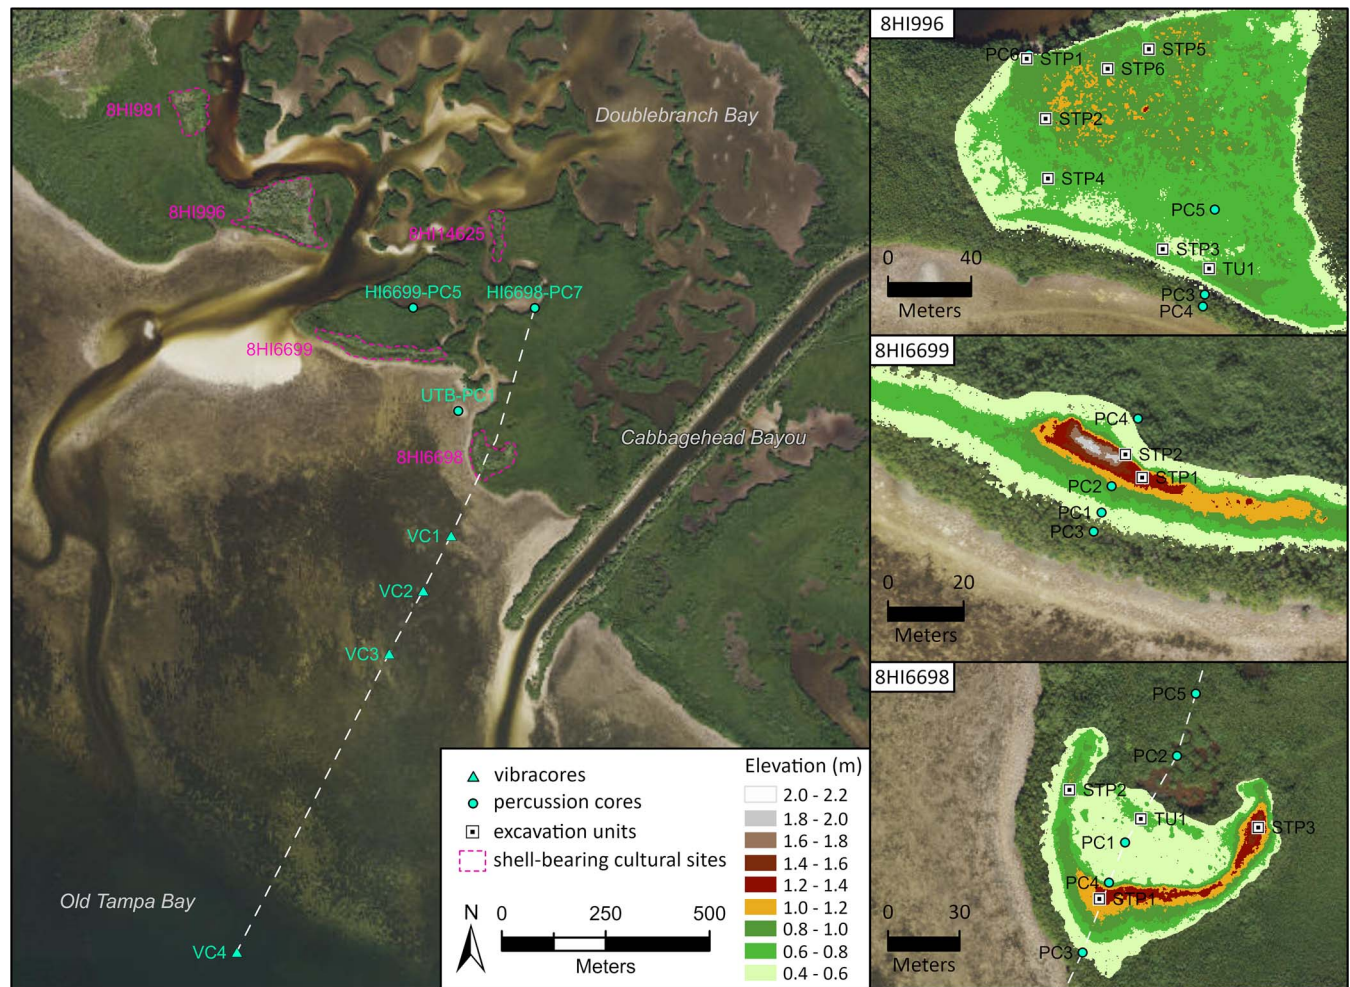 Doublebranch Bay
8HI981
8HI996
8HI14625
HI6699-PC5
HI6698-PC7
8HI6699
UTB-PC1
8HI6698
Cabbagehead Bayou
VC1
VC2
VC3
Old Tampa Bay
VC4
vibracores
percussion cores
excavation units
shell-bearing cultural sites
N
0 250 500
Meters
Elevation (m)
2.0 - 2.2
1.8 - 2.0
1.6 - 1.8
1.4 - 1.6
1.2 - 1.4
1.0 - 1.2
0.8 - 1.0
0.6 - 0.8
0.4 - 0.6
8HI996
PC6
STP1
STP5
STP6
STP2
STP4
PC5
STP3
TU1
PC3
PC4
0 40
Meters
8HI6699
PC4
STP2
STP1
PC2
PC1
PC3
0 20
Meters
8HI6698
PC5
PC2
STP2
TU1
STP3
PC1
PC4
STP1
PC3
0 30
Meters